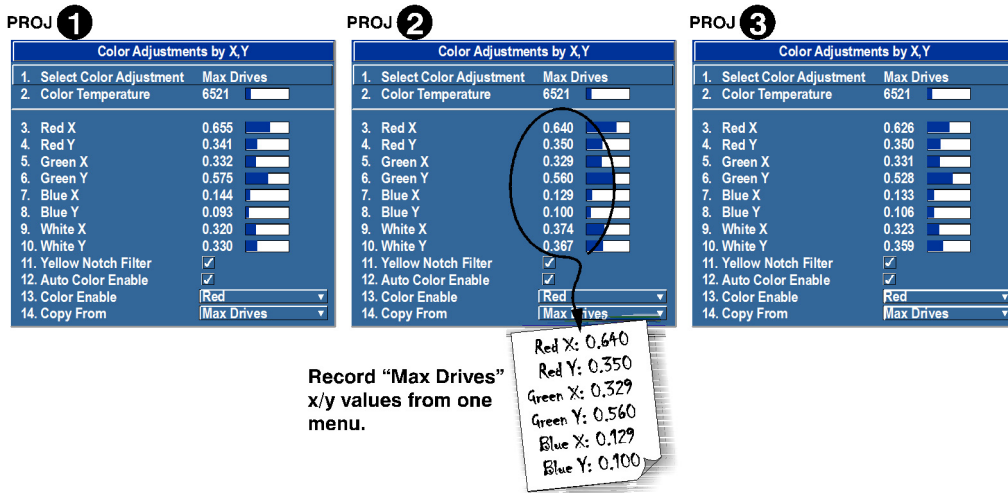 PROJ 1
Color Adjustments by X,Y
1. Select Color Adjustment Max Drives
2. Color Temperature 6521
3. Red X 0.655
4. Red Y 0.341
5. Green X 0.332
6. Green Y 0.575
7. Blue X 0.144
8. Blue Y 0.093
9. White X 0.320
10. White Y 0.330
11. Yellow Notch Filter
12. Auto Color Enable
13. Color Enable Red
14. Copy From Max Drives
PROJ 2
Color Adjustments by X,Y
1. Select Color Adjustment Max Drives
2. Color Temperature 6521
3. Red X 0.640
4. Red Y 0.350
5. Green X 0.329
6. Green Y 0.560
7. Blue X 0.129
8. Blue Y 0.100
9. White X 0.374
10. White Y 0.367
11. Yellow Notch Filter
12. Auto Color Enable
13. Color Enable Red
14. Copy From Max Drives
PROJ 3
Color Adjustments by X,Y
1. Select Color Adjustment Max Drives
2. Color Temperature 6521
3. Red X 0.626
4. Red Y 0.350
5. Green X 0.331
6. Green Y 0.528
7. Blue X 0.133
8. Blue Y 0.106
9. White X 0.323
10. White Y 0.359
11. Yellow Notch Filter
12. Auto Color Enable
13. Color Enable Red
14. Copy From Max Drives
Record “Max Drives”
x/y values from one
menu.
Red X: 0.640
Red Y: 0.350
Green X: 0.329
Green Y: 0.560
Blue X: 0.129
Blue Y: 0.100